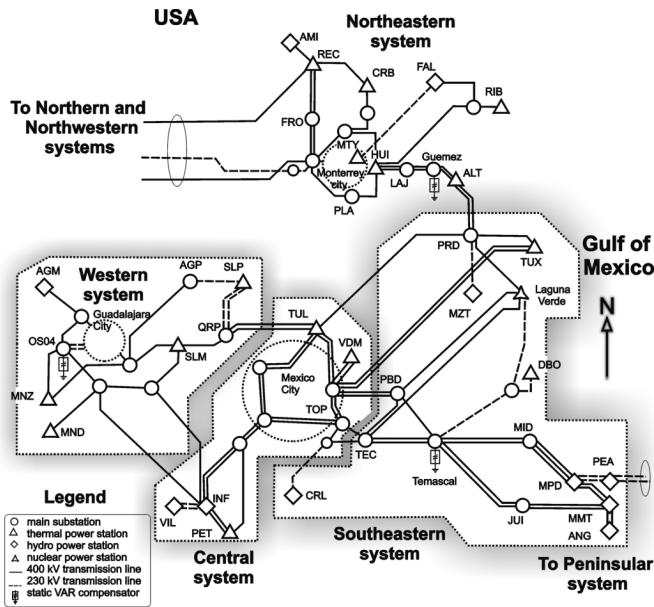 USA
Northeastern
system
AMI
REC
CRB
FAL
RIB
To Northern and
Northwestern
systems
FRO
MTY
HUI
Monterrey
city
Guemez
LAJ
ALT
PLA
PRD
TUX
Gulf of
Mexico
Western
system
AGM
AGP
SLP
Guadalajara
City
OS04
QRP
SLM
TUL
VDM
MZT
Laguna
Verde
N
DBO
MNZ
MND
Mexico
City
TOP
PBD
TEC
Temascal
MID
PEA
MPD
CRL
INF
VIL
PET
JUI
MMT
ANG
Central
system
Southeastern
system
To Peninsular
system
Legend
main substation
thermal power station
hydro power station
nuclear power station
400 kV transmission line
230 kV transmission line
static VAR compensator